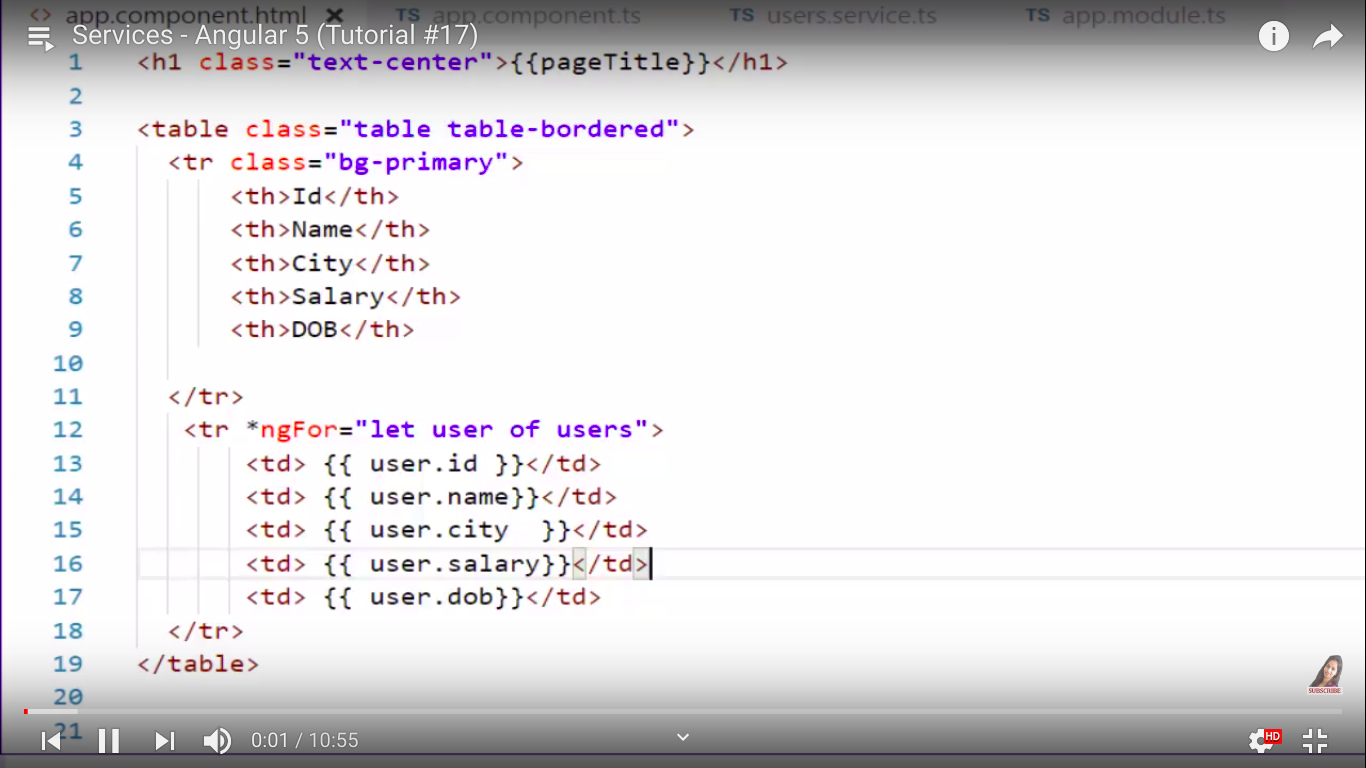 <> app.component.html × TS app.component.ts TS users.service.ts TS app.module.ts
Services - Angular 5 (Tutorial #17)
1 <h1 class="text-center">{{pageTitle}}</h1>
2
3 <table class="table table-bordered">
4 <tr class="bg-primary">
5 <th>Id</th>
6 <th>Name</th>
7 <th>City</th>
8 <th>Salary</th>
9 <th>DOB</th>
10
11 </tr>
12 <tr *ngFor="let user of users">
13 <td> {{ user.id }}</td>
14 <td> {{ user.name}}</td>
15 <td> {{ user.city  }}</td>
16 <td> {{ user.salary}}</td>
17 <td> {{ user.dob}}</td>
18 </tr>
19 </table>
20
SUBSCRIBE
21
0:01 / 10:55 HD